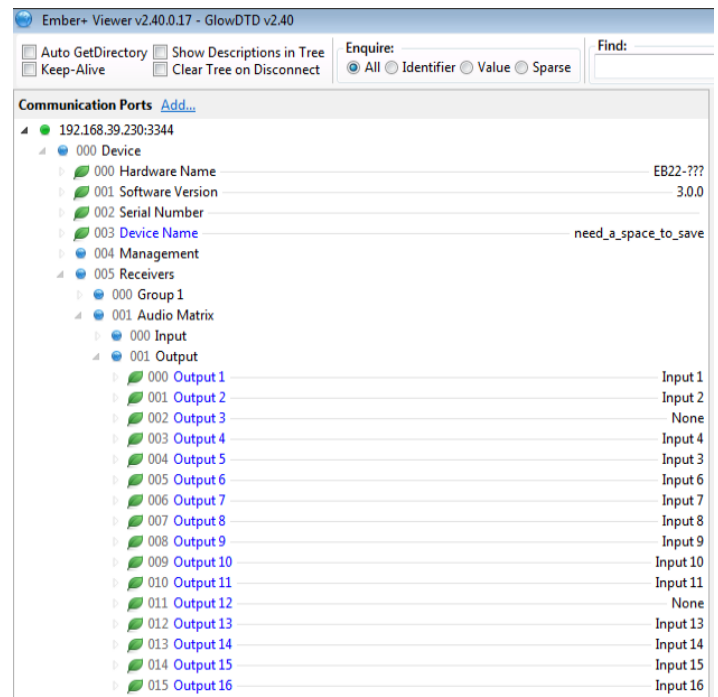 Ember+ Viewer v2.40.0.17 - GlowDTD v2.40
Auto GetDirectory Show Descriptions in Tree
Keep-Alive Clear Tree on Disconnect
Enquire:
All Identifier Value Sparse
Find:
Communication Ports Add...
192.168.39.230:3344
000 Device
000 Hardware Name EB22-???
001 Software Version 3.0.0
002 Serial Number
003 Device Name need_a_space_to_save
004 Management
005 Receivers
000 Group 1
001 Audio Matrix
000 Input
001 Output
000 Output 1 Input 1
001 Output 2 Input 2
002 Output 3 None
003 Output 4 Input 4
004 Output 5 Input 3
005 Output 6 Input 6
006 Output 7 Input 7
007 Output 8 Input 8
008 Output 9 Input 9
009 Output 10 Input 10
010 Output 11 Input 11
011 Output 12 None
012 Output 13 Input 13
013 Output 14 Input 14
014 Output 15 Input 15
015 Output 16 Input 16